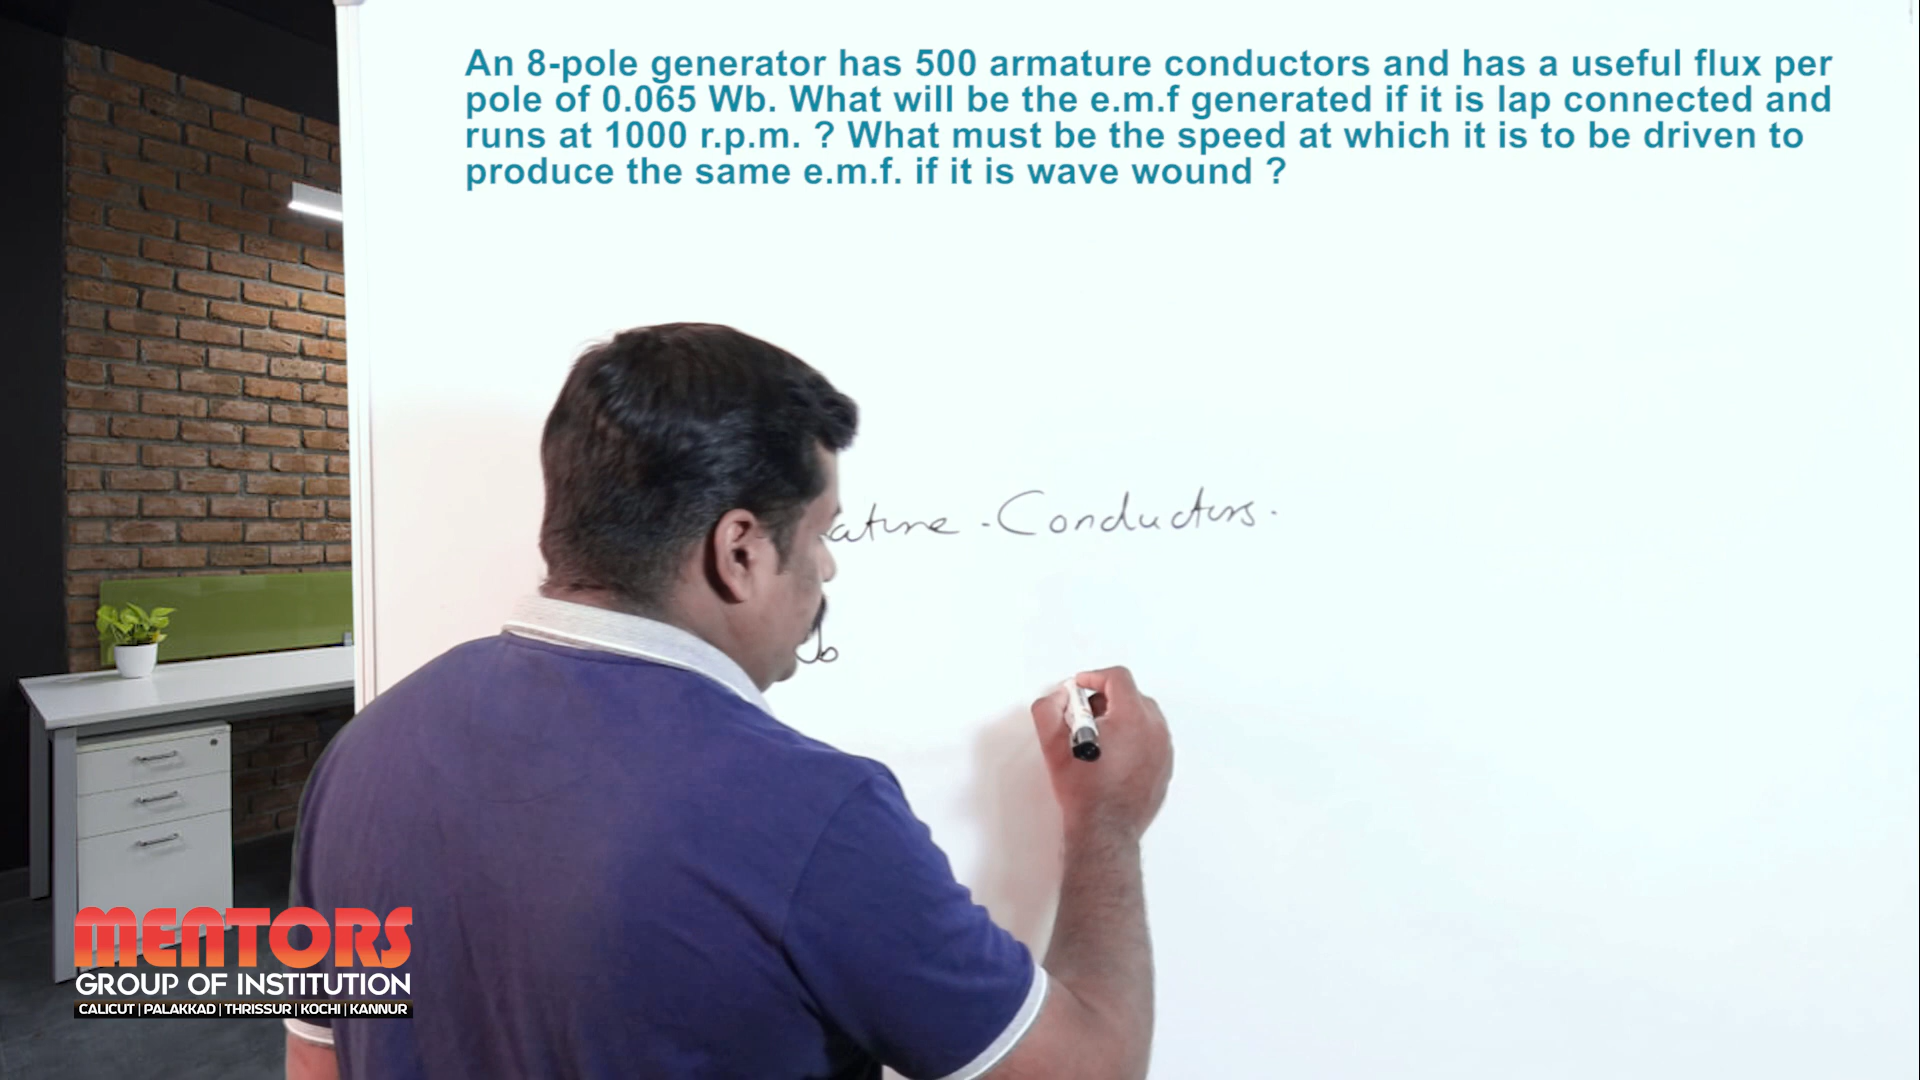 An 8-pole generator has 500 armature conductors and has a useful flux per
pole of 0.065 Wb. What will be the e.m.f generated if it is lap connected and
runs at 1000 r.p.m. ? What must be the speed at which it is to be driven to
produce the same e.m.f. if it is wave wound ?
ature - Conductors.
MENTORS
GROUP OF INSTITUTION
CALICUT | PALAKKAD | THRISSUR | KOCHI | KANNUR